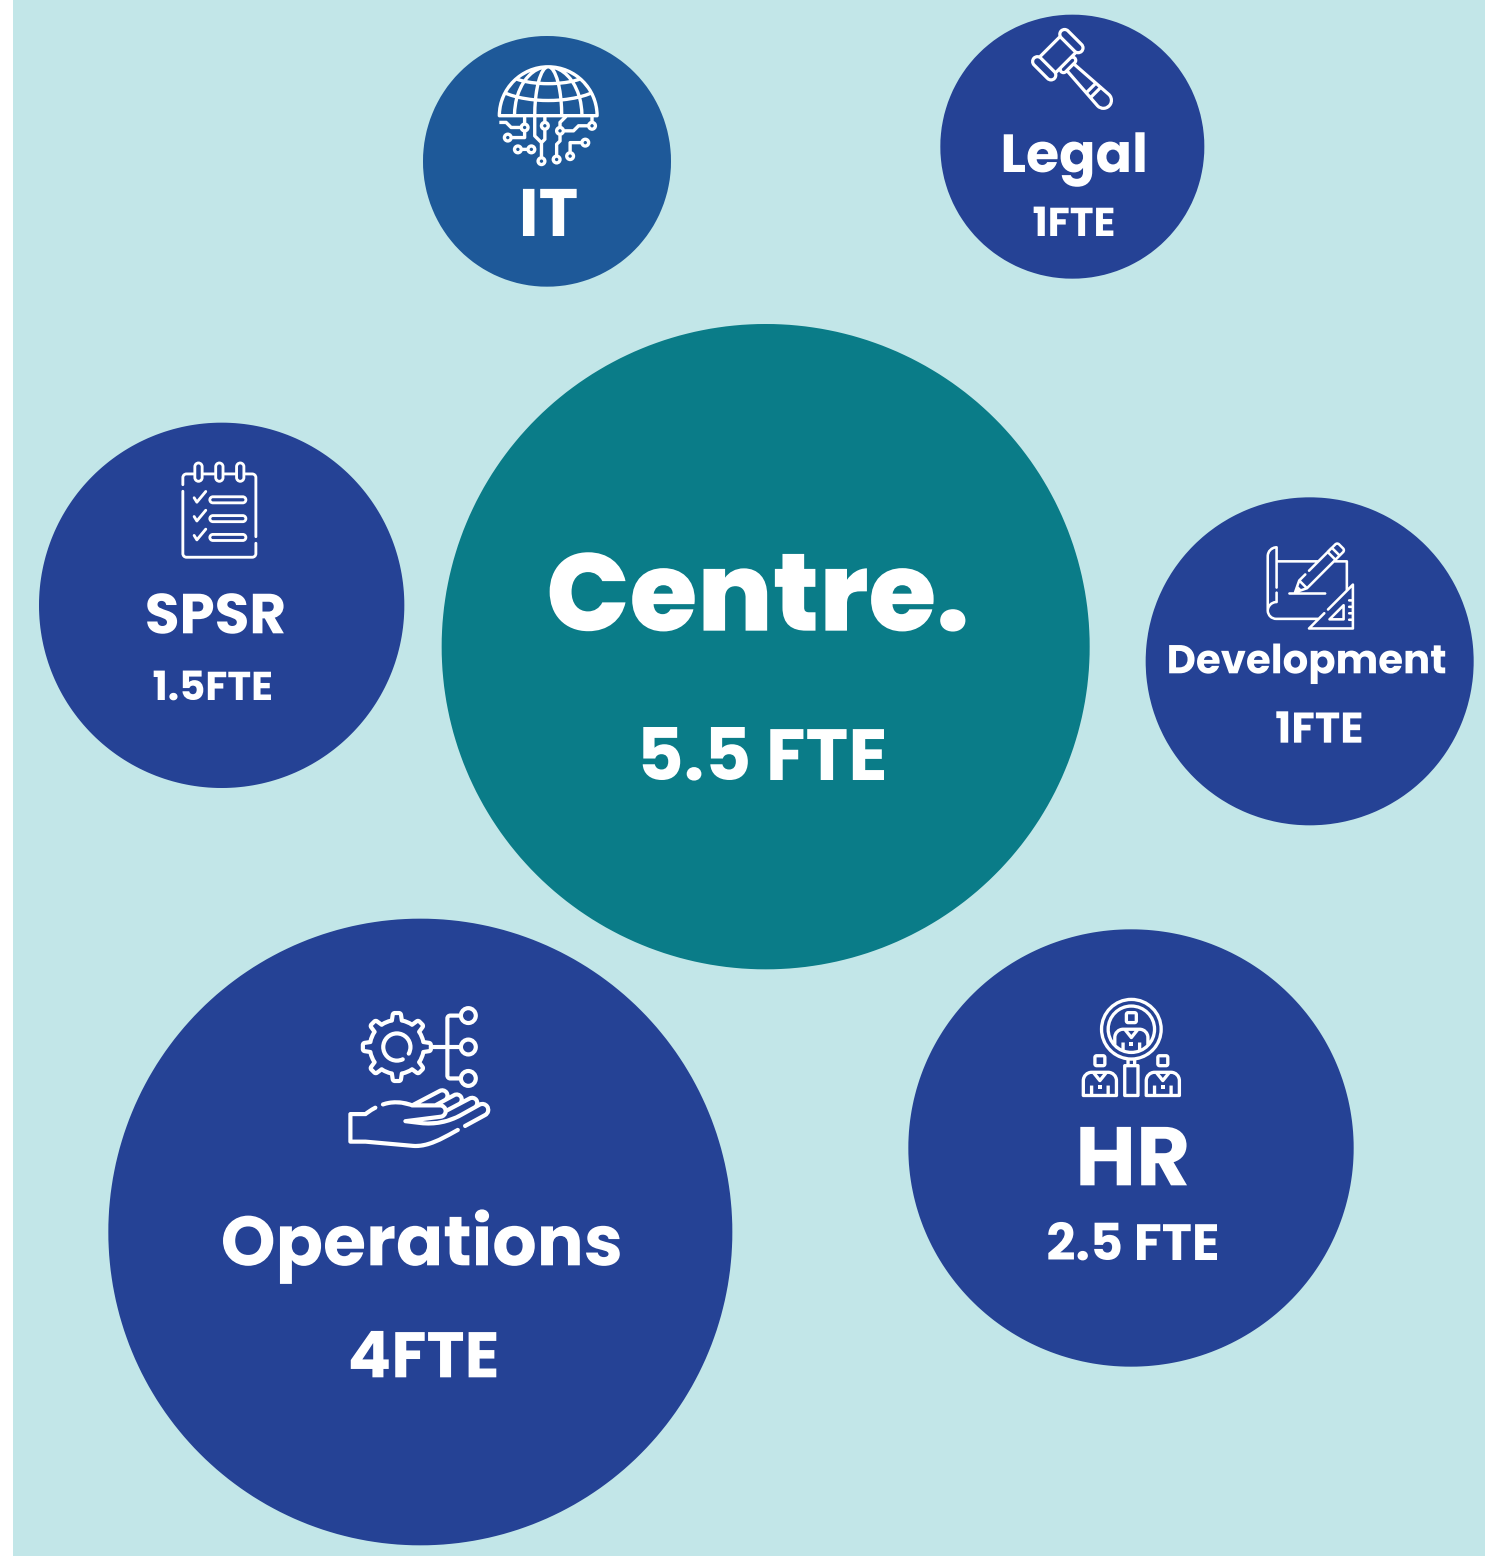 IT
Legal
1FTE
Centre.
5.5 FTE
SPSR
1.5FTE
Development
1FTE
Operations
4FTE
HR
2.5 FTE